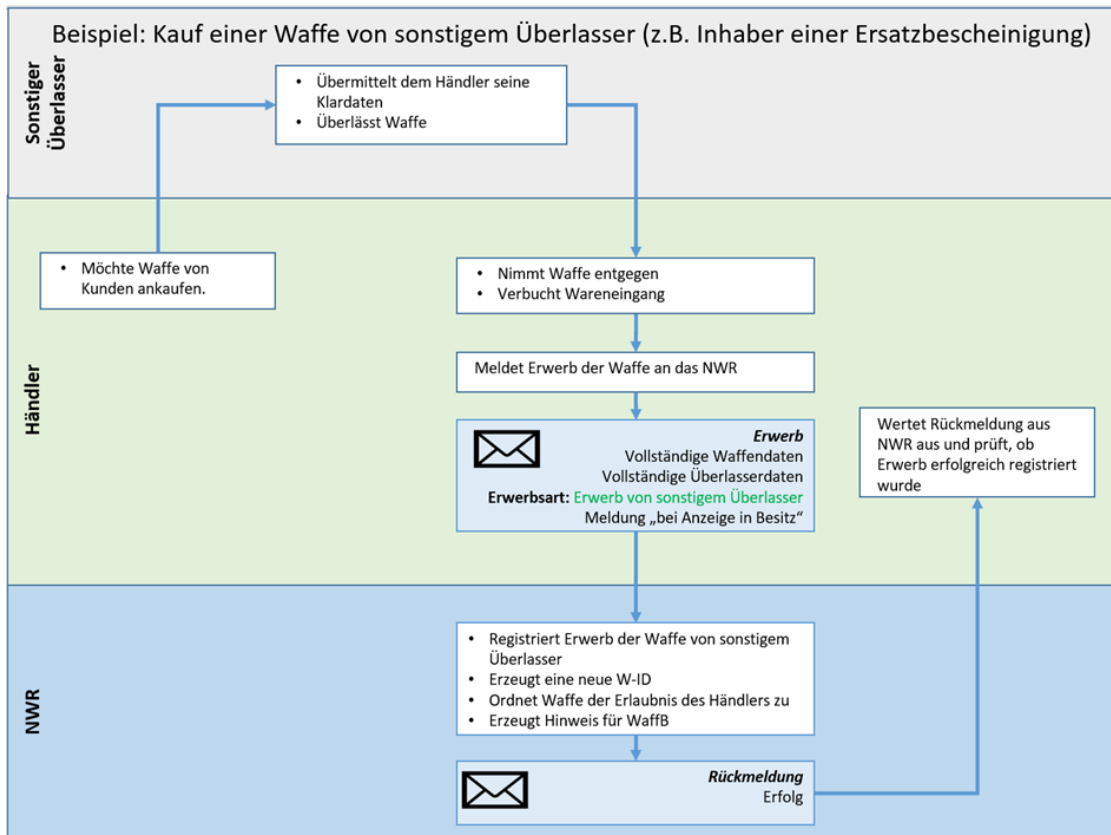 Beispiel: Kauf einer Waffe von sonstigem Überlasser (z.B. Inhaber einer Ersatzbescheinigung)
Sonstiger
Überlasser
• Übermittelt dem Händler seine
Klardaten
• Überlässt Waffe
Händler
• Möchte Waffe von
Kunden ankaufen.
• Nimmt Waffe entgegen
• Verbucht Wareneingang
Meldet Erwerb der Waffe an das NWR
Erwerb
Vollständige Waffendaten
Vollständige Überlasserdaten
Erwerbsart: Erwerb von sonstigem Überlasser
Meldung „bei Anzeige in Besitz“
Wertet Rückmeldung aus
NWR aus und prüft, ob
Erwerb erfolgreich registriert
wurde
NWR
• Registriert Erwerb der Waffe von sonstigem
Überlasser
• Erzeugt eine neue W-ID
• Ordnet Waffe der Erlaubnis des Händlers zu
• Erzeugt Hinweis für WaffB
Rückmeldung
Erfolg